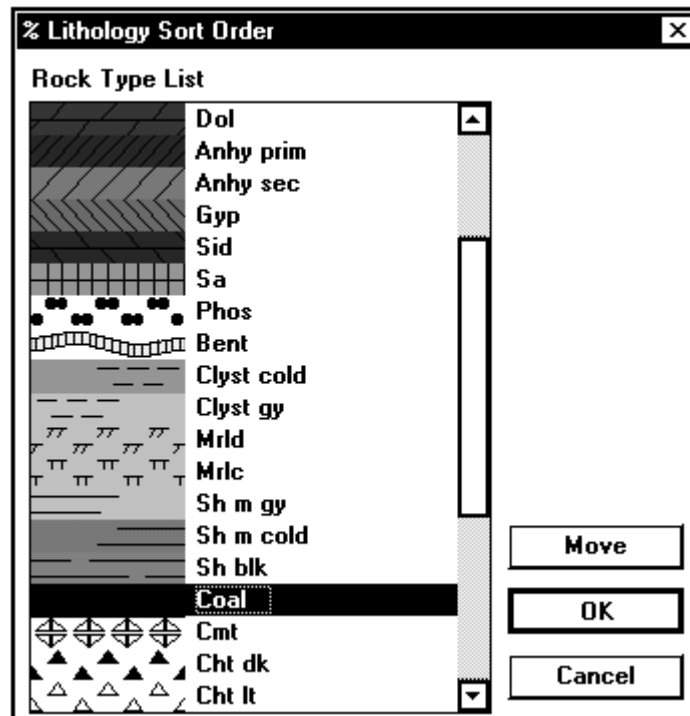 % Lithology Sort Order
Rock Type List
Dol
Anhy prim
Anhy sec
Gyp
Sid
Sa
Phos
Bent
Clyst cold
Clyst gy
Mrld
Mrlc
Sh m gy
Sh m cold
Sh blk
Coal
Cmt
Cht dk
Cht lt
Move
OK
Cancel